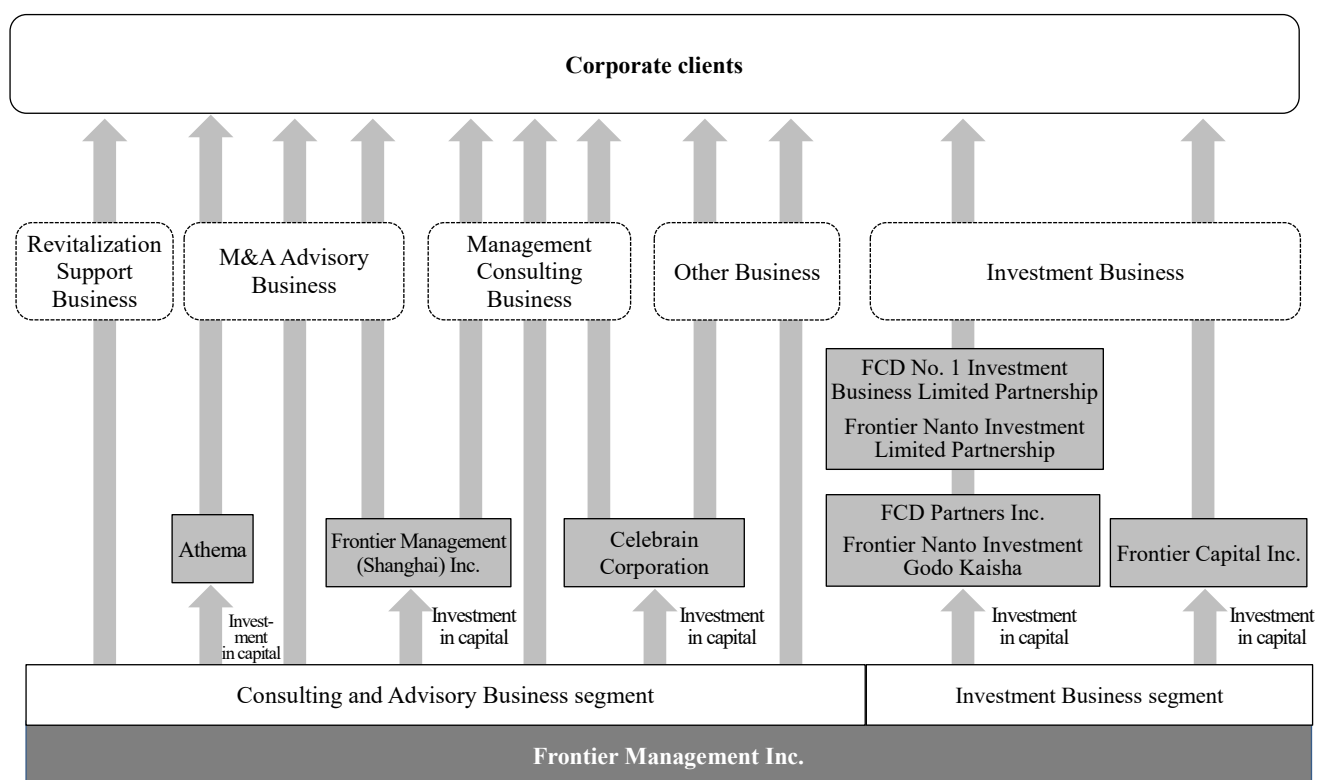 Corporate clients
Revitalization
Support
Business
M&A Advisory
Business
Management
Consulting
Business
Other Business
Investment Business
FCD No. 1 Investment
Business Limited Partnership
Frontier Nanto Investment
Limited Partnership
Athema
Frontier Management
(Shanghai) Inc.
Celebrain
Corporation
FCD Partners Inc.
Frontier Nanto Investment
Godo Kaisha
Frontier Capital Inc.
Invest-
ment
in capital
Investment
in capital
Investment
in capital
Investment
in capital
Investment
in capital
Consulting and Advisory Business segment
Investment Business segment
Frontier Management Inc.